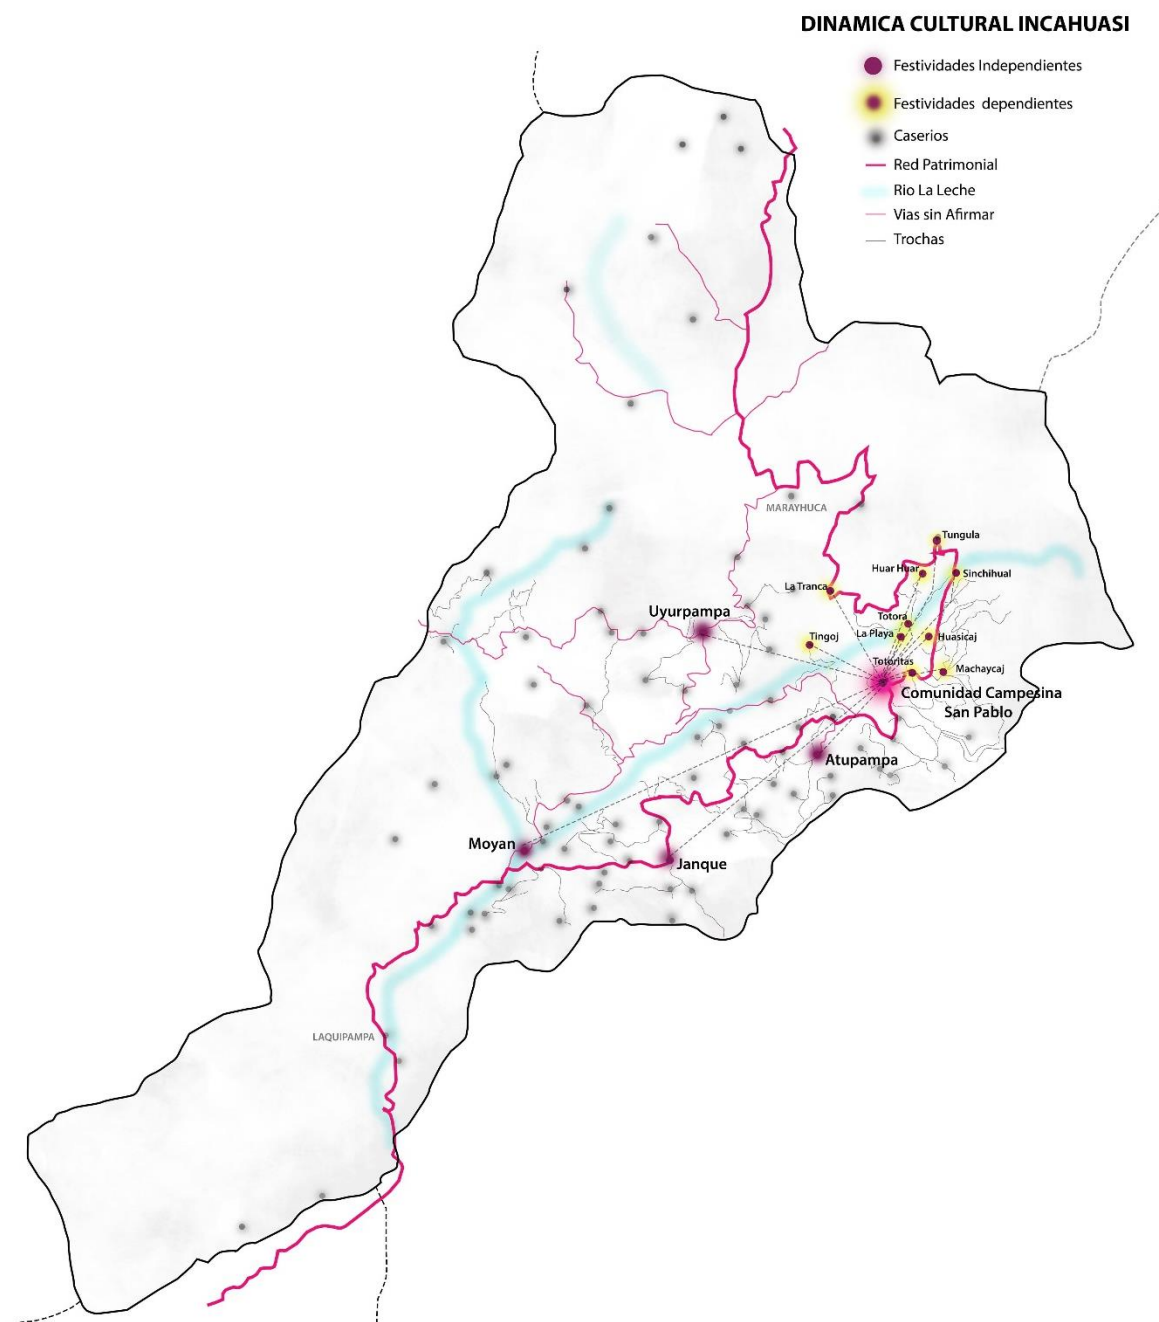 DINAMICA CULTURAL INCAHUASI
Festividades Independientes
Festividades dependientes
Caserios
Red Patrimonial
Rio La Leche
Vias sin Afirmar
Trochas
MARAYHUCA
Tungula
Huar Huar
Sinchihual
La Tranca
Uyurpampa
Totora
La Playa
Huasicaj
Tingoj
Totoritas
Machaycaj
Comunidad Campesina
San Pablo
Atupampa
Moyan
Janque
LAQUIPAMPA